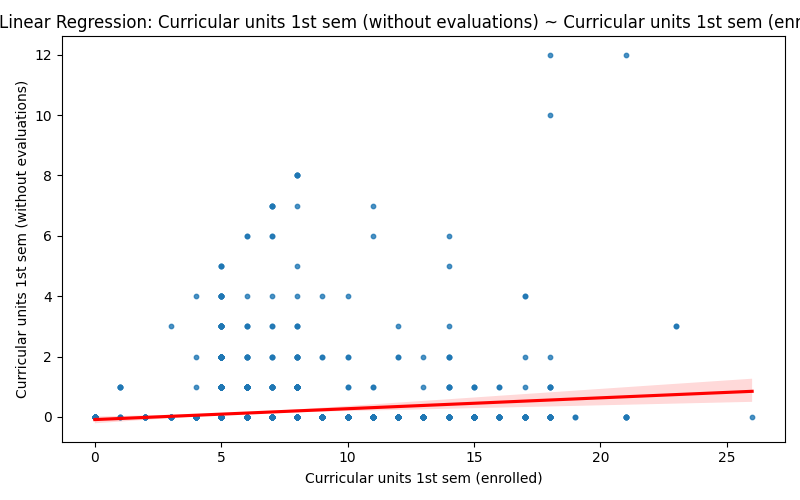 Linear Regression: Curricular units 1st sem (without evaluations) ~ Curricular units 1st sem (enr
12
10
8
6
4
2
0
Curricular units 1st sem (without evaluations)
0 5 10 15 20 25
Curricular units 1st sem (enrolled)